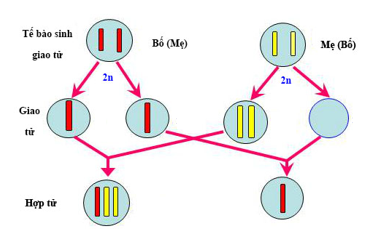 Tế bào sinh
giao tử
Bố (Mẹ)
Mẹ (Bố)
2n
2n
Giao
tử
Hợp tử